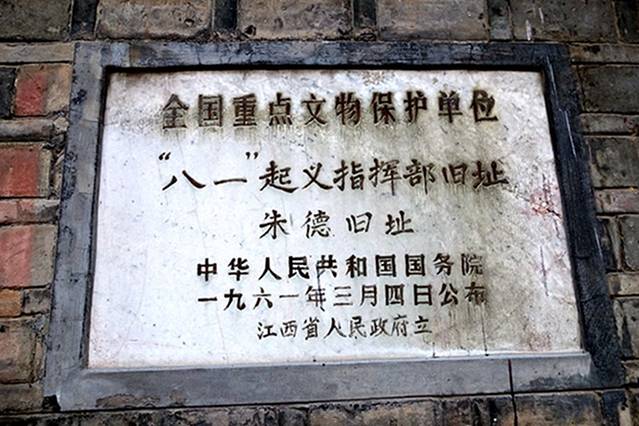 全国重点文物保护单位
“八一”起义指挥部旧址
朱德旧址
中华人民共和国国务院
一九六一年三月四日公布
江西省人民政府立